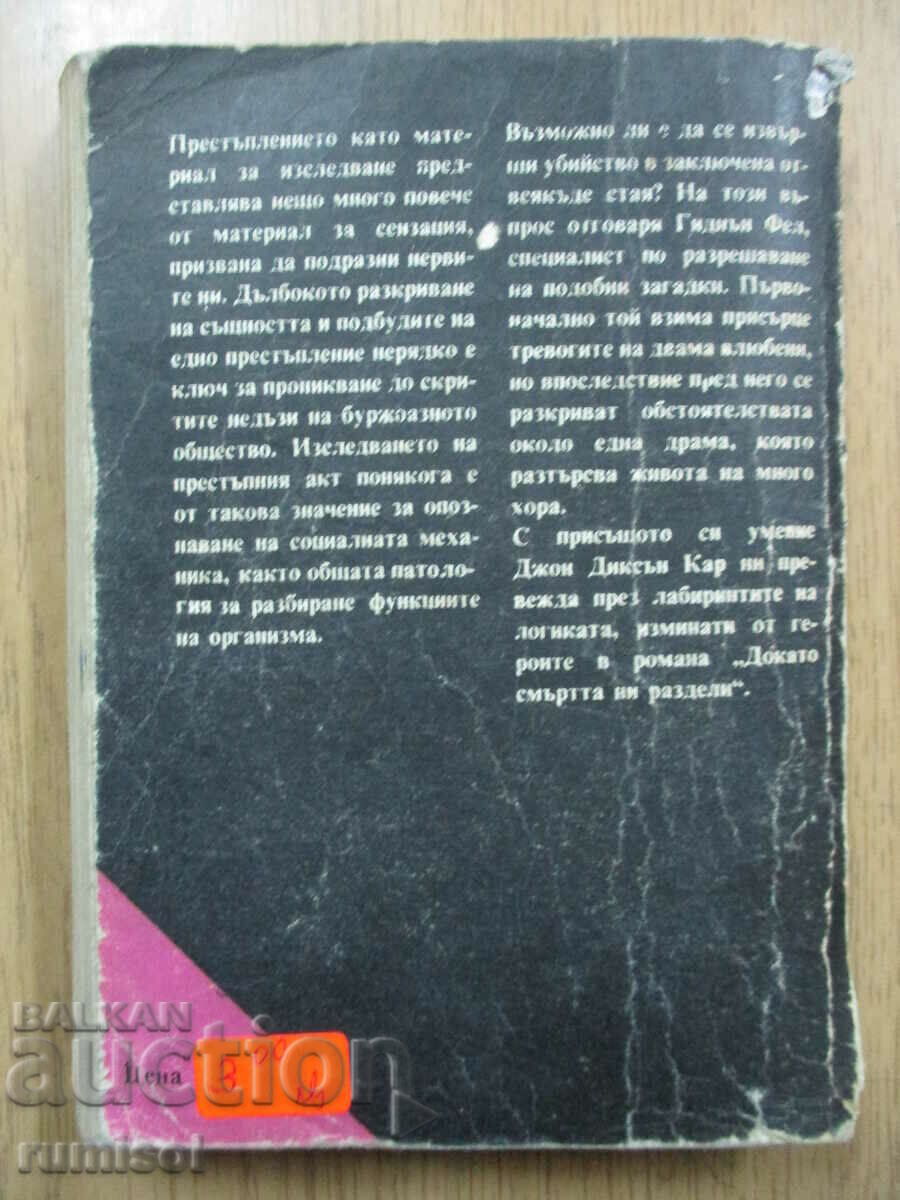 Престъплението като мате-
риал за изследване пред-
ставлява нещо много повече
от материал за сензация,
призвана да подразни нерви-
те ни. Дълбокото разкриване
на същността и подбудите на
едно престъпление нерядко е
ключ за проникване до скри-
тите недъзи на буржоазното
общество. Изследването на
престъпния акт понякога е
от такова значение за опоз-
наване на социалната меха-
ника, както общата патоло-
гия за разбиране функциите
на организма.
Възможно ли е да се извър-
ши убийство в заключена от-
всякъде стая? На този въ-
прос отговаря Гидиън Фел,
специалист по разрешаване
на подобни загадки. Първо-
начално той взима присърце
тревогите на двама влюбени,
но впоследствие пред него се
разкриват обстоятелствата
около една драма, която
разтърсва живота на много
хора.
С присъщото си умение
Джон Диксън Кар ни пре-
вежда през лабиринтите на
логиката, изминати от ге-
роите в романа „Докато
смъртта ни раздели“.
BALKAN
auction
Цена
rumisol